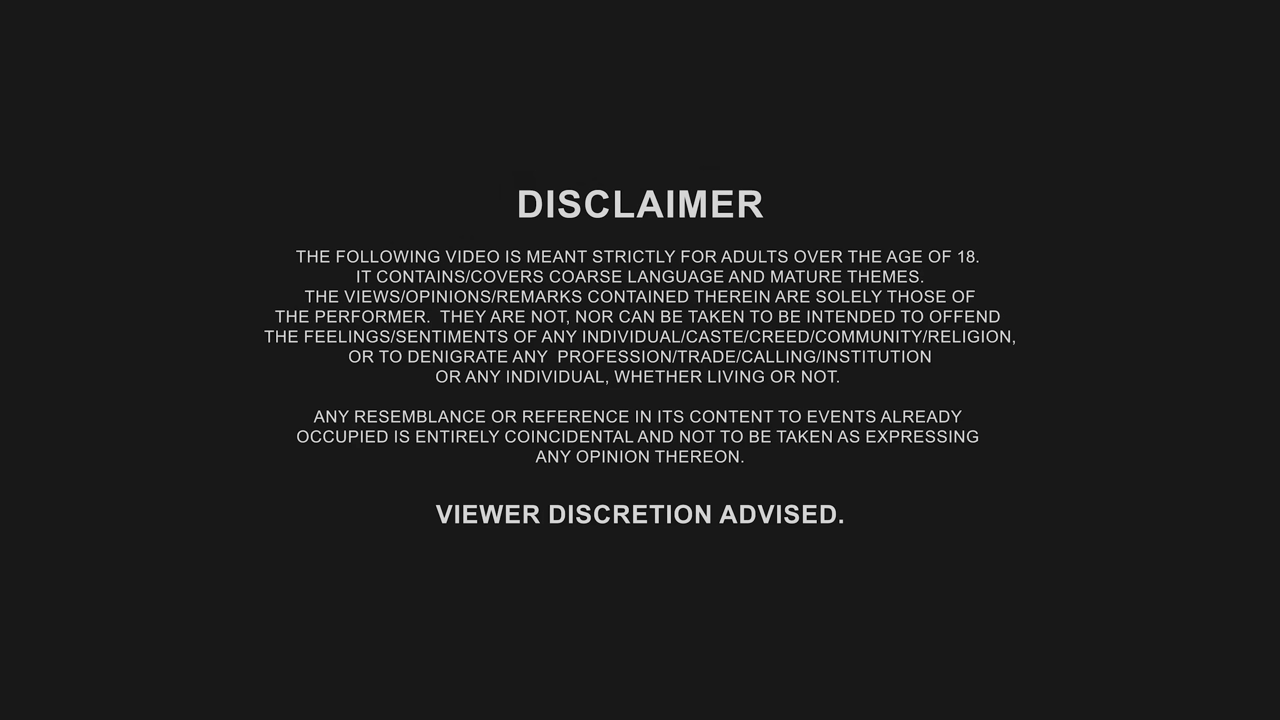 DISCLAIMER
THE FOLLOWING VIDEO IS MEANT STRICTLY FOR ADULTS OVER THE AGE OF 18.
IT CONTAINS/COVERS COARSE LANGUAGE AND MATURE THEMES.
THE VIEWS/OPINIONS/REMARKS CONTAINED THEREIN ARE SOLELY THOSE OF
THE PERFORMER. THEY ARE NOT, NOR CAN BE TAKEN TO BE INTENDED TO OFFEND
THE FEELINGS/SENTIMENTS OF ANY INDIVIDUAL/CASTE/CREED/COMMUNITY/RELIGION,
OR TO DENIGRATE ANY PROFESSION/TRADE/CALLING/INSTITUTION
OR ANY INDIVIDUAL, WHETHER LIVING OR NOT.
ANY RESEMBLANCE OR REFERENCE IN ITS CONTENT TO EVENTS ALREADY
OCCUPIED IS ENTIRELY COINCIDENTAL AND NOT TO BE TAKEN AS EXPRESSING
ANY OPINION THEREON.
VIEWER DISCRETION ADVISED.